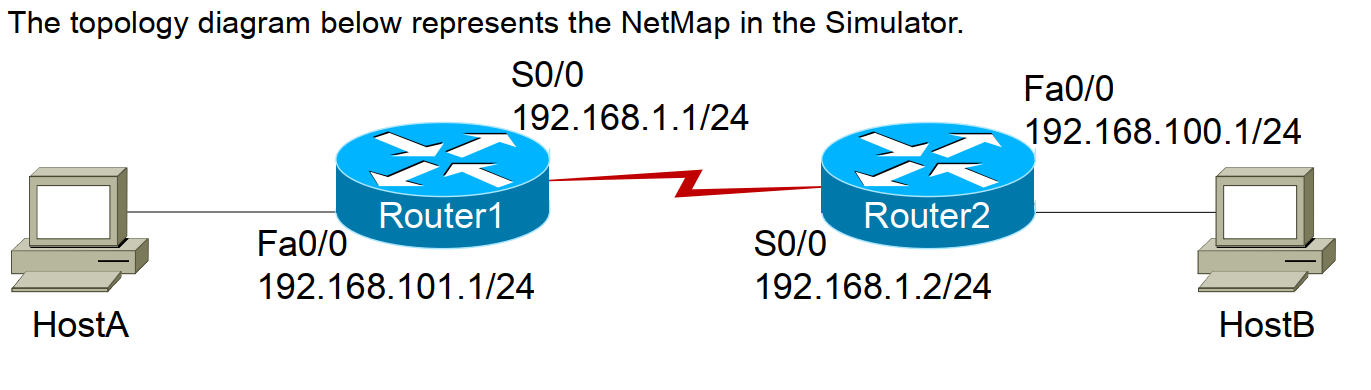 The topology diagram below represents the NetMap in the Simulator.
S0/0
192.168.1.1/24
Fa0/0
192.168.100.1/24
Router1
Router2
Fa0/0
192.168.101.1/24
S0/0
192.168.1.2/24
HostA
HostB